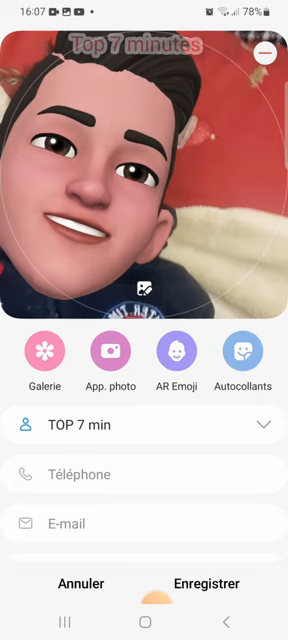 16:07
78%
Top 7 minutes
Galerie
App. photo
AR Emoji
Autocollants
TOP 7 min
Téléphone
E-mail
Annuler
Enregistrer